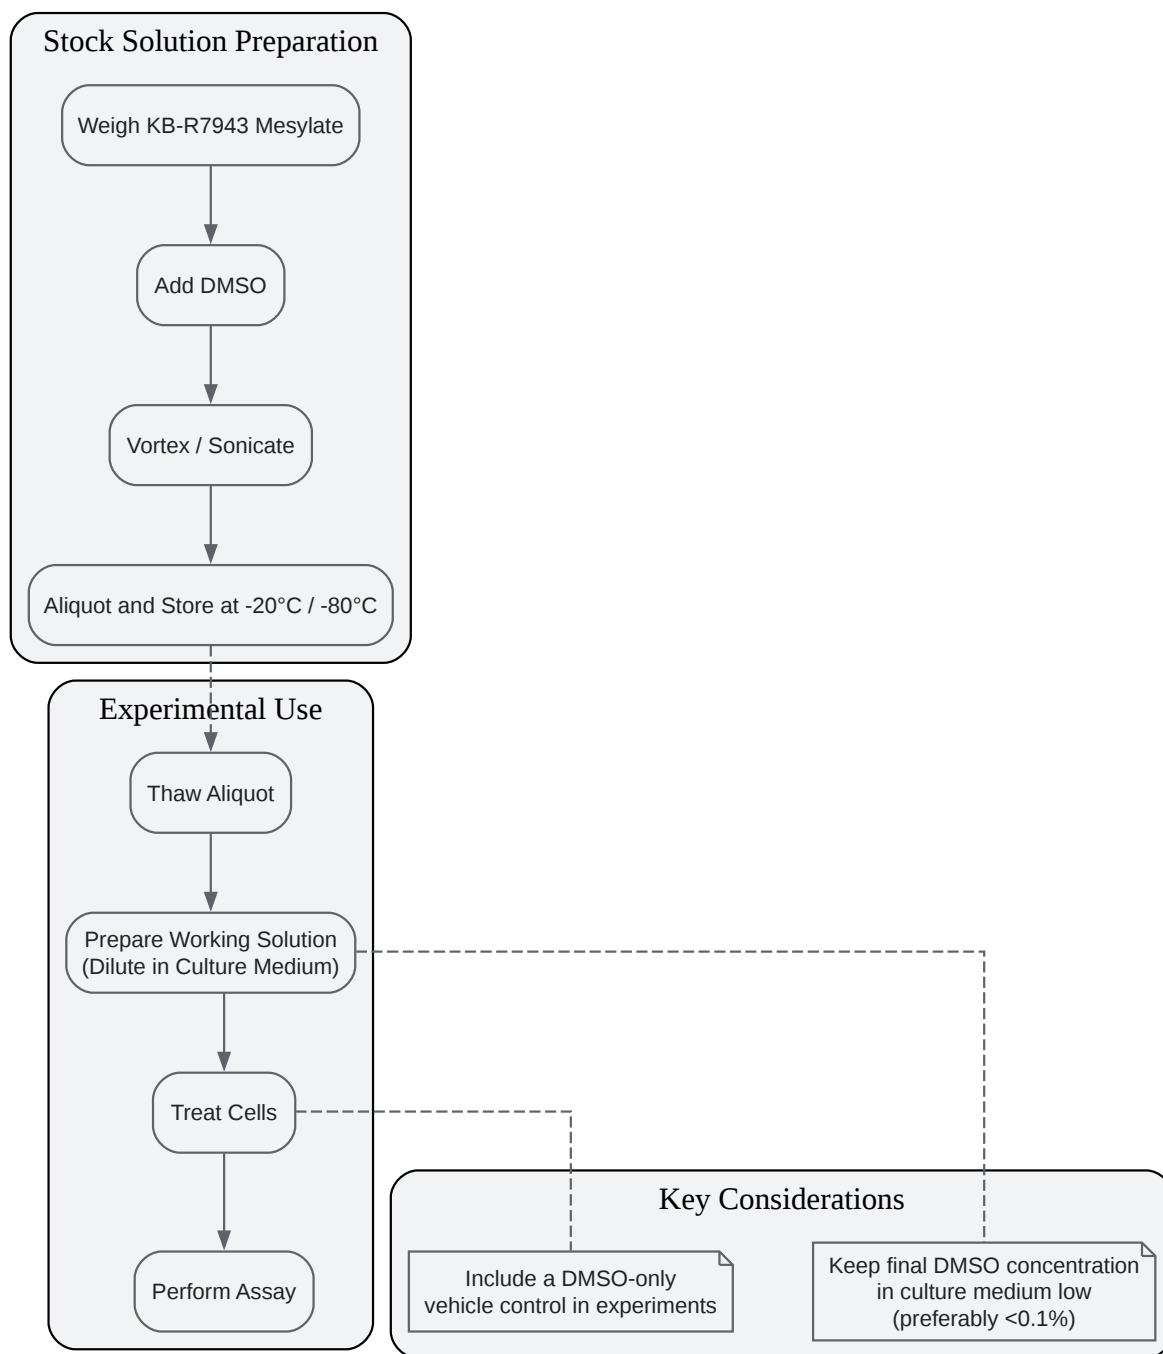 Stock Solution Preparation
Weigh KB-R7943 Mesylate
Add DMSO
Vortex / Sonicate
Aliquot and Store at -20°C / -80°C
Experimental Use
Thaw Aliquot
Prepare Working Solution
(Dilute in Culture Medium)
Treat Cells
Perform Assay
Key Considerations
Include a DMSO-only
vehicle control in experiments
Keep final DMSO concentration
in culture medium low
(preferably <0.1%)